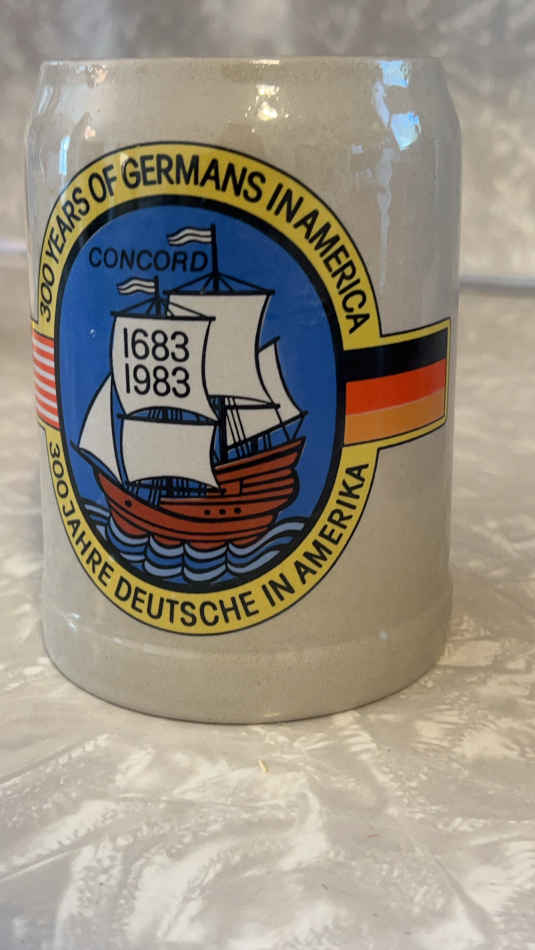 300 YEARS OF GERMANS IN AMERICA
CONCORD
1683
1983
300 JAHRE DEUTSCHE IN AMERIKA